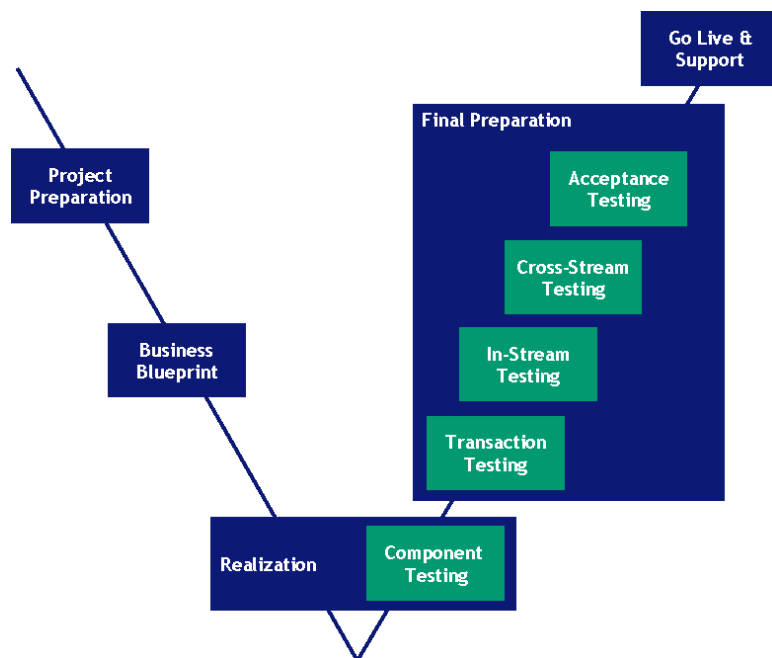 Go Live &
Support
Final Preparation
Project
Preparation
Acceptance
Testing
Cross-Stream
Testing
Business
Blueprint
In-Stream
Testing
Transaction
Testing
Realization
Component
Testing